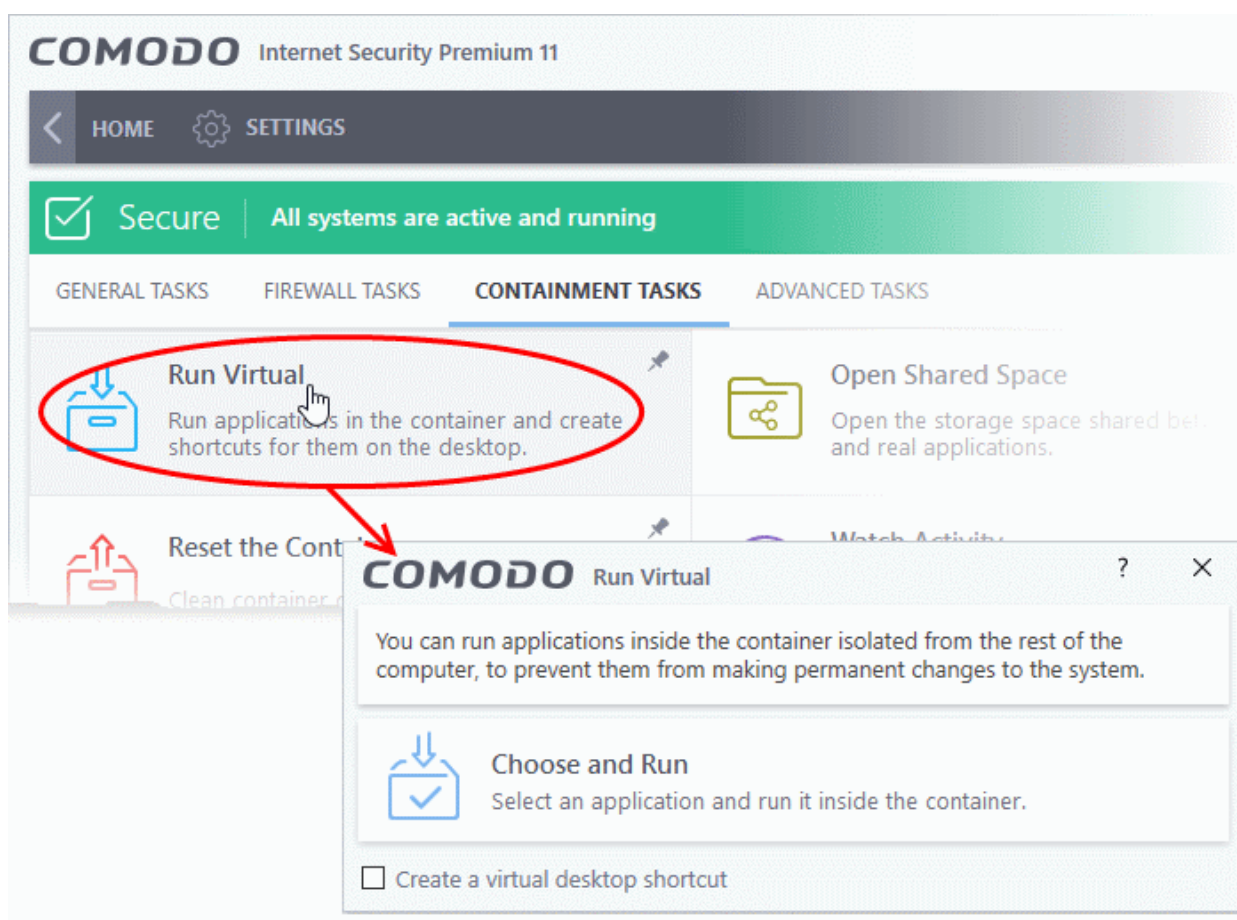 COMODO Internet Security Premium 11
HOME SETTINGS
Secure All systems are active and running
GENERAL TASKS FIREWALL TASKS CONTAINMENT TASKS ADVANCED TASKS
Run Virtual
Run applications in the container and create
shortcuts for them on the desktop.
Open Shared Space
Open the storage space shared
and real applications.
Reset the
Watch Activity
Clean container
COMODO Run Virtual ?
You can run applications inside the container isolated from the rest of the
computer, to prevent them from making permanent changes to the system.
Choose and Run
Select an application and run it inside the container.
Create a virtual desktop shortcut